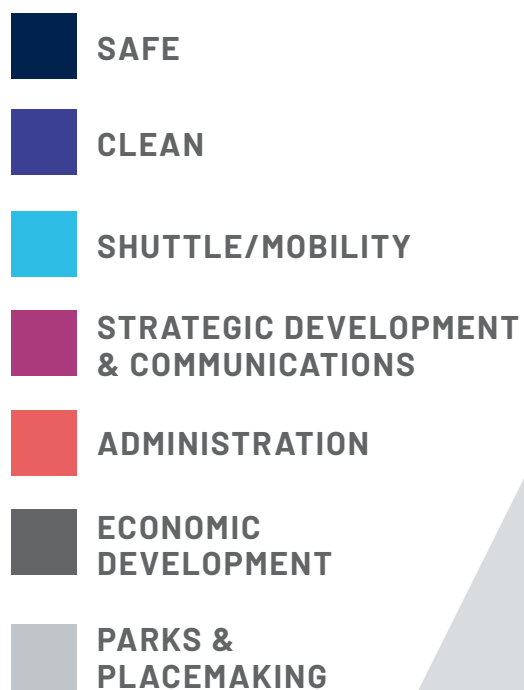 SAFE
CLEAN
SHUTTLE/MOBILITY
STRATEGIC DEVELOPMENT
& COMMUNICATIONS
ADMINISTRATION
ECONOMIC
DEVELOPMENT
PARKS &
PLACEMAKING